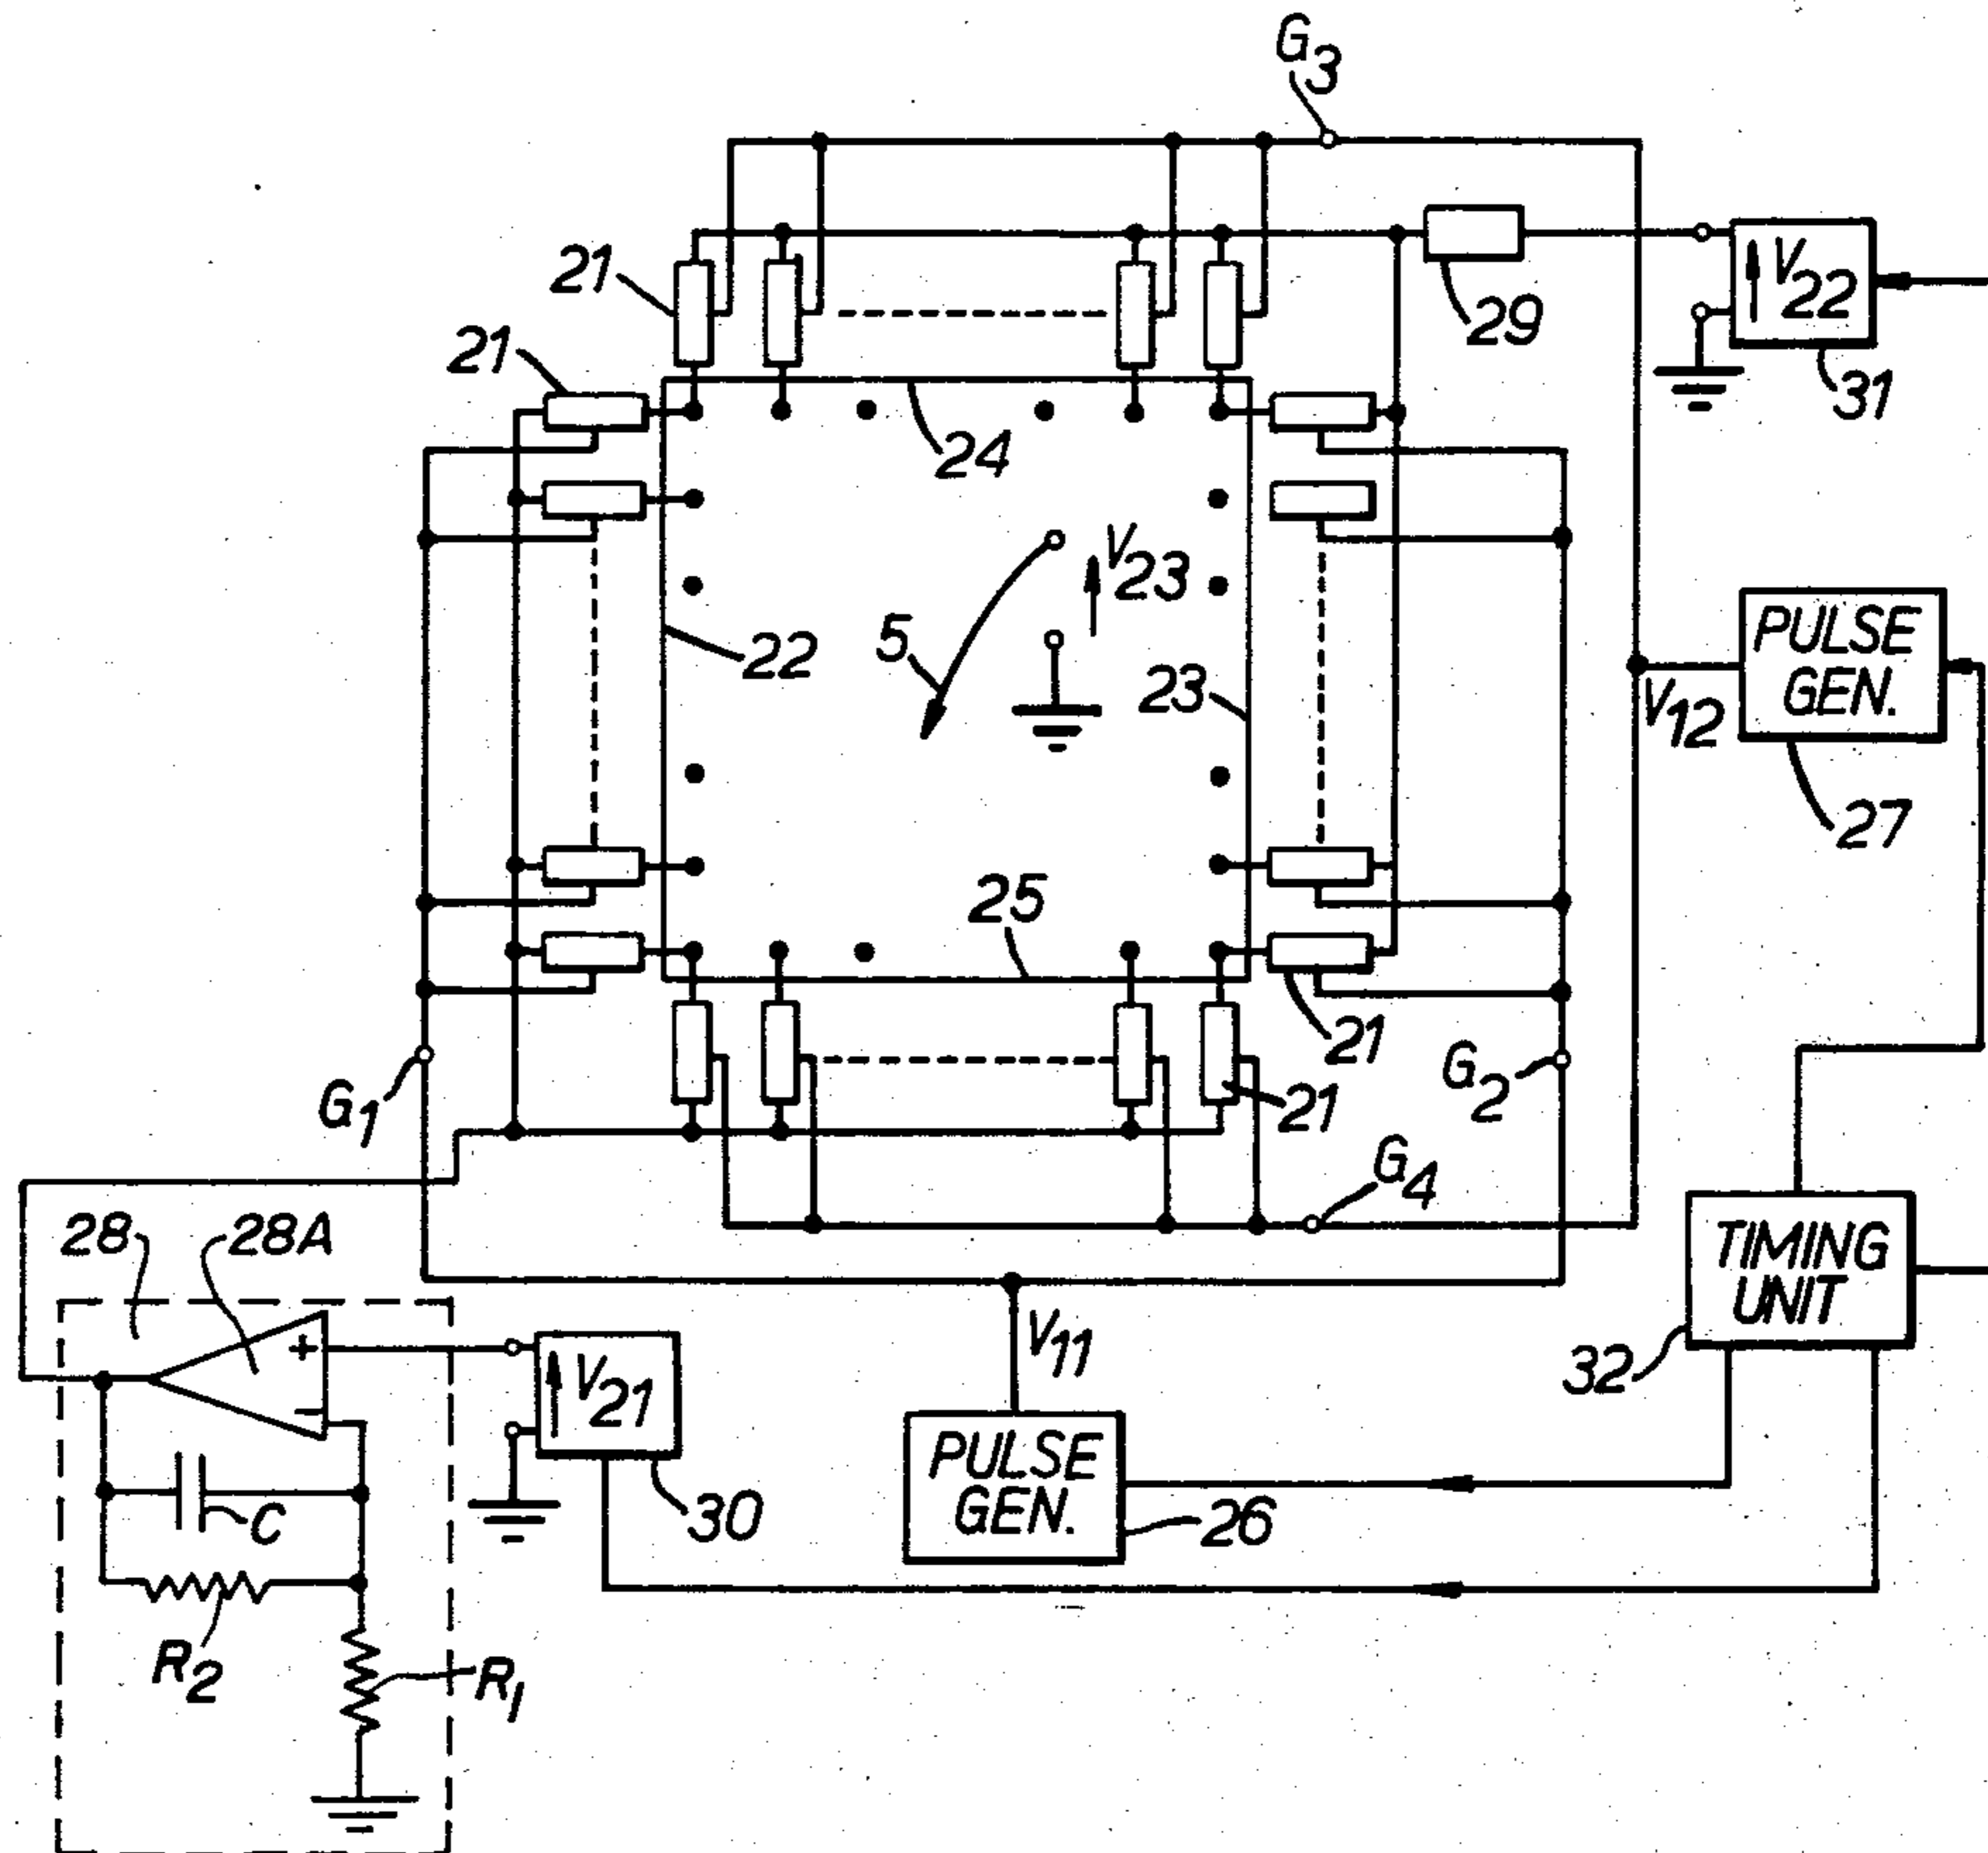 G3
21
V22
29
31
21
24
V23
5
22
23
PULSE
GEN.
V12
27
25
21
G1
21
G2
G4
28
28A
TIMING
UNIT
32
+
V21
V11
−
PULSE
GEN.
30
26
C
R2
R1